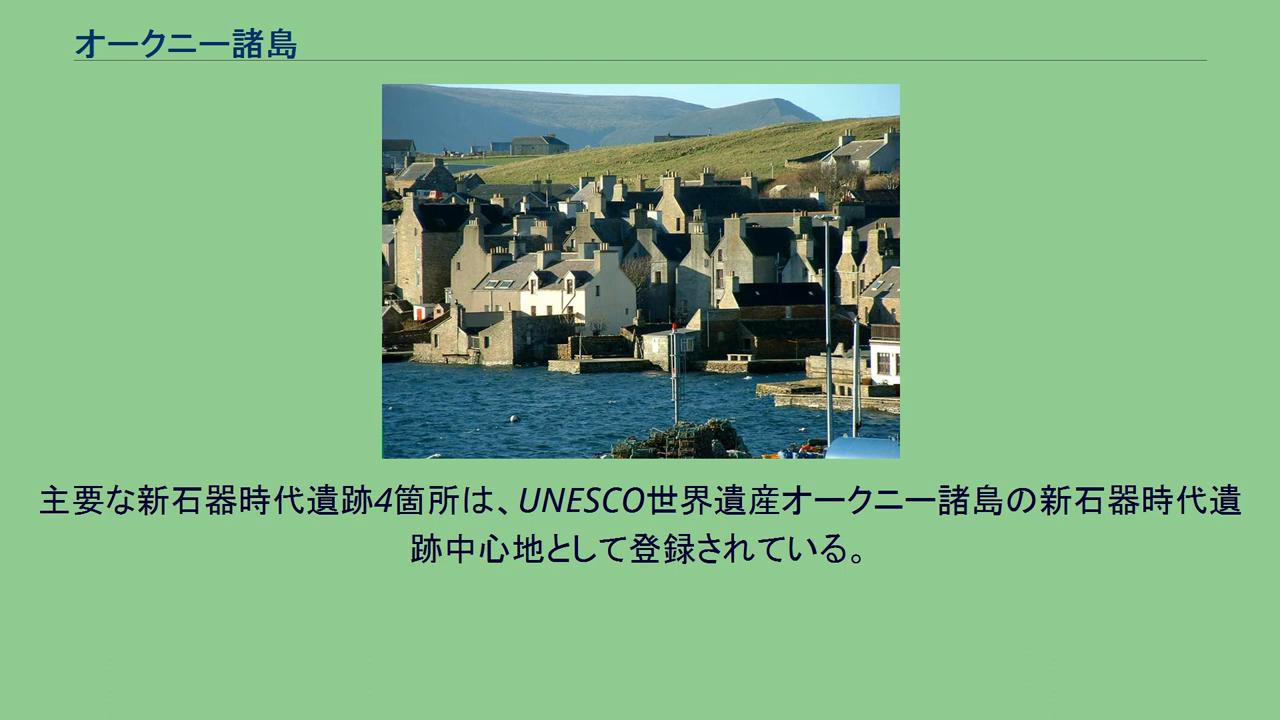 オークニー諸島
主要な新石器時代遺跡4箇所は、UNESCO世界遺産オークニー諸島の新石器時代遺
跡中心地として登録されている。